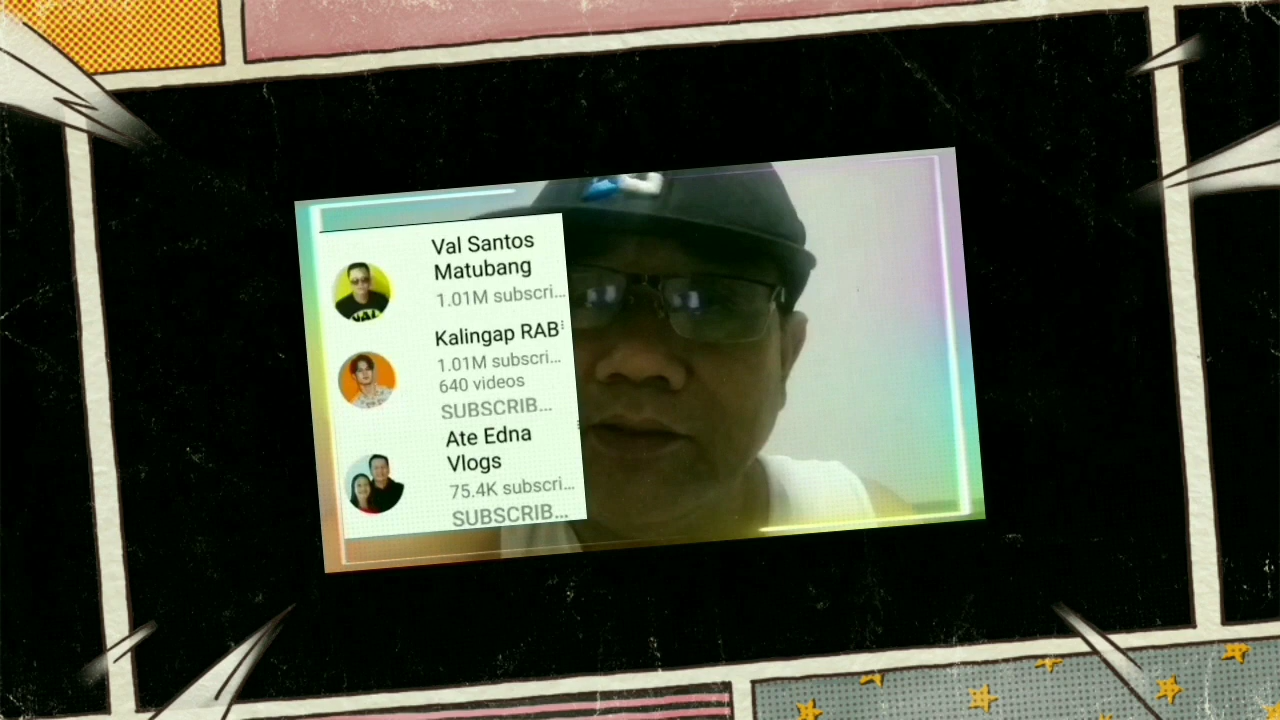 Val Santos
Matubang
1.01M subscri...
Kalingap RAB
1.01M subscri...
640 videos
SUBSCRIB...
Ate Edna
Vlogs
75.4K subscri...
SUBSCRIB...